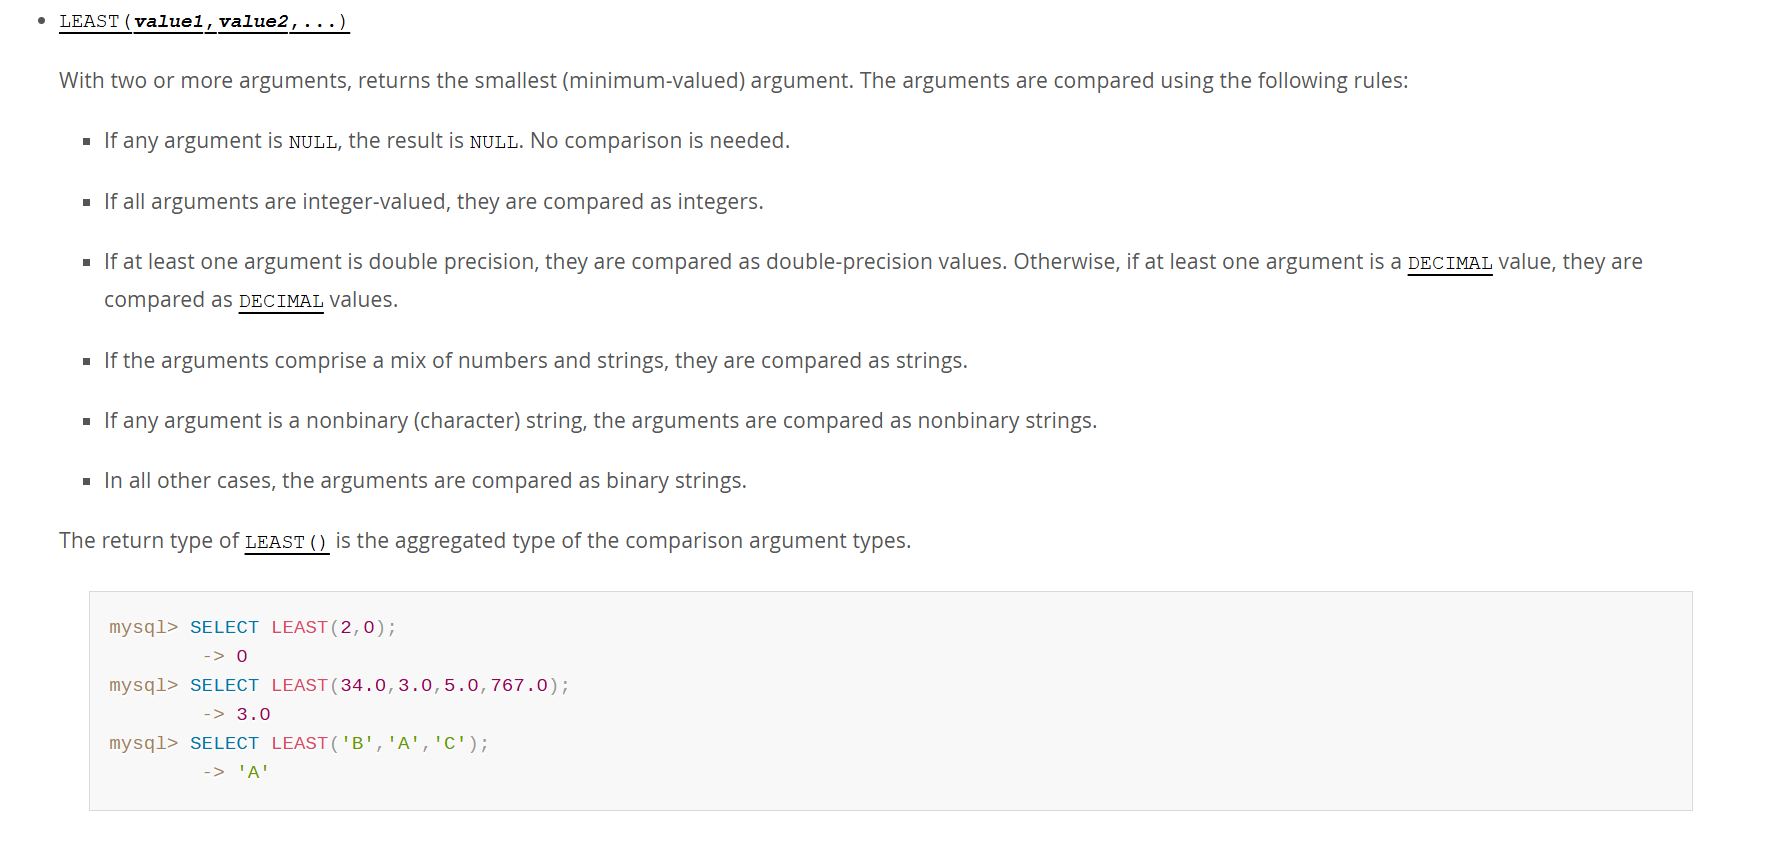 • LEAST(value1,value2,...)
With two or more arguments, returns the smallest (minimum-valued) argument. The arguments are compared using the following rules:
▪ If any argument is NULL, the result is NULL. No comparison is needed.
▪ If all arguments are integer-valued, they are compared as integers.
▪ If at least one argument is double precision, they are compared as double-precision values. Otherwise, if at least one argument is a DECIMAL value, they are
compared as DECIMAL values.
▪ If the arguments comprise a mix of numbers and strings, they are compared as strings.
▪ If any argument is a nonbinary (character) string, the arguments are compared as nonbinary strings.
▪ In all other cases, the arguments are compared as binary strings.
The return type of LEAST() is the aggregated type of the comparison argument types.
mysql> SELECT LEAST(2,0);
-> 0
mysql> SELECT LEAST(34.0,3.0,5.0,767.0);
-> 3.0
mysql> SELECT LEAST('B','A','C');
-> 'A'